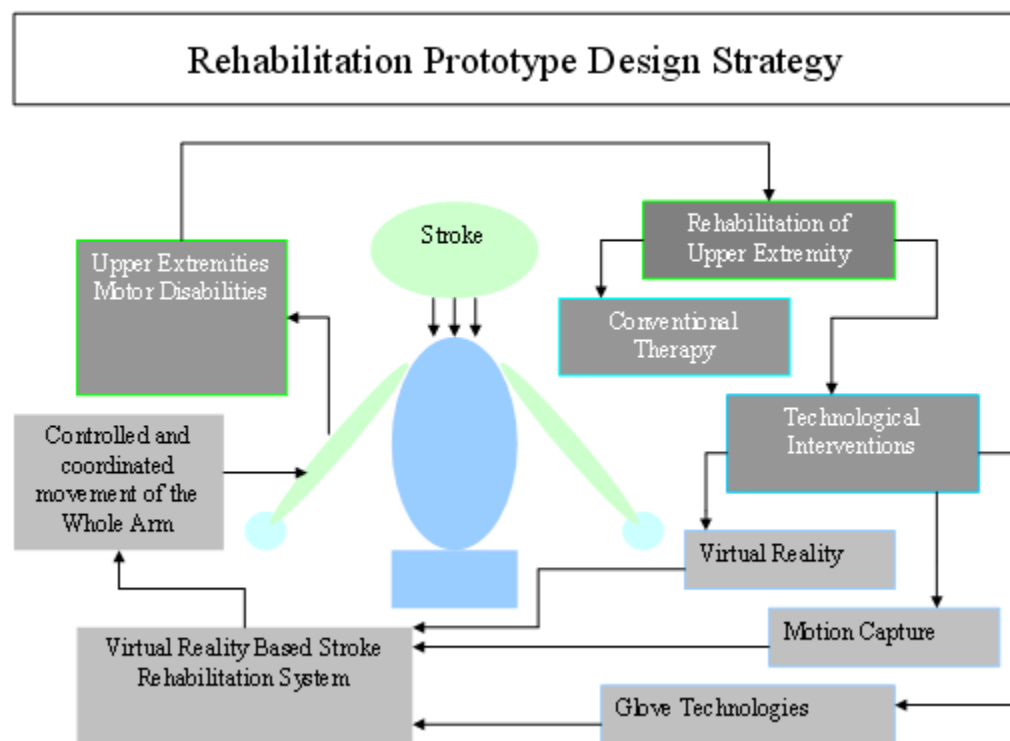 Rehabilitation Prototype Design Strategy
Stroke
Rehabilitation of
Upper Extremity
Upper Extremities
Motor Disabilities
Conventional
Therapy
Technological
Interventions
Controlled and
coordinated
movement of the
Whole Arm
Virtual Reality
Motion Capture
Virtual Reality Based Stroke
Rehabilitation System
Glove Technologies